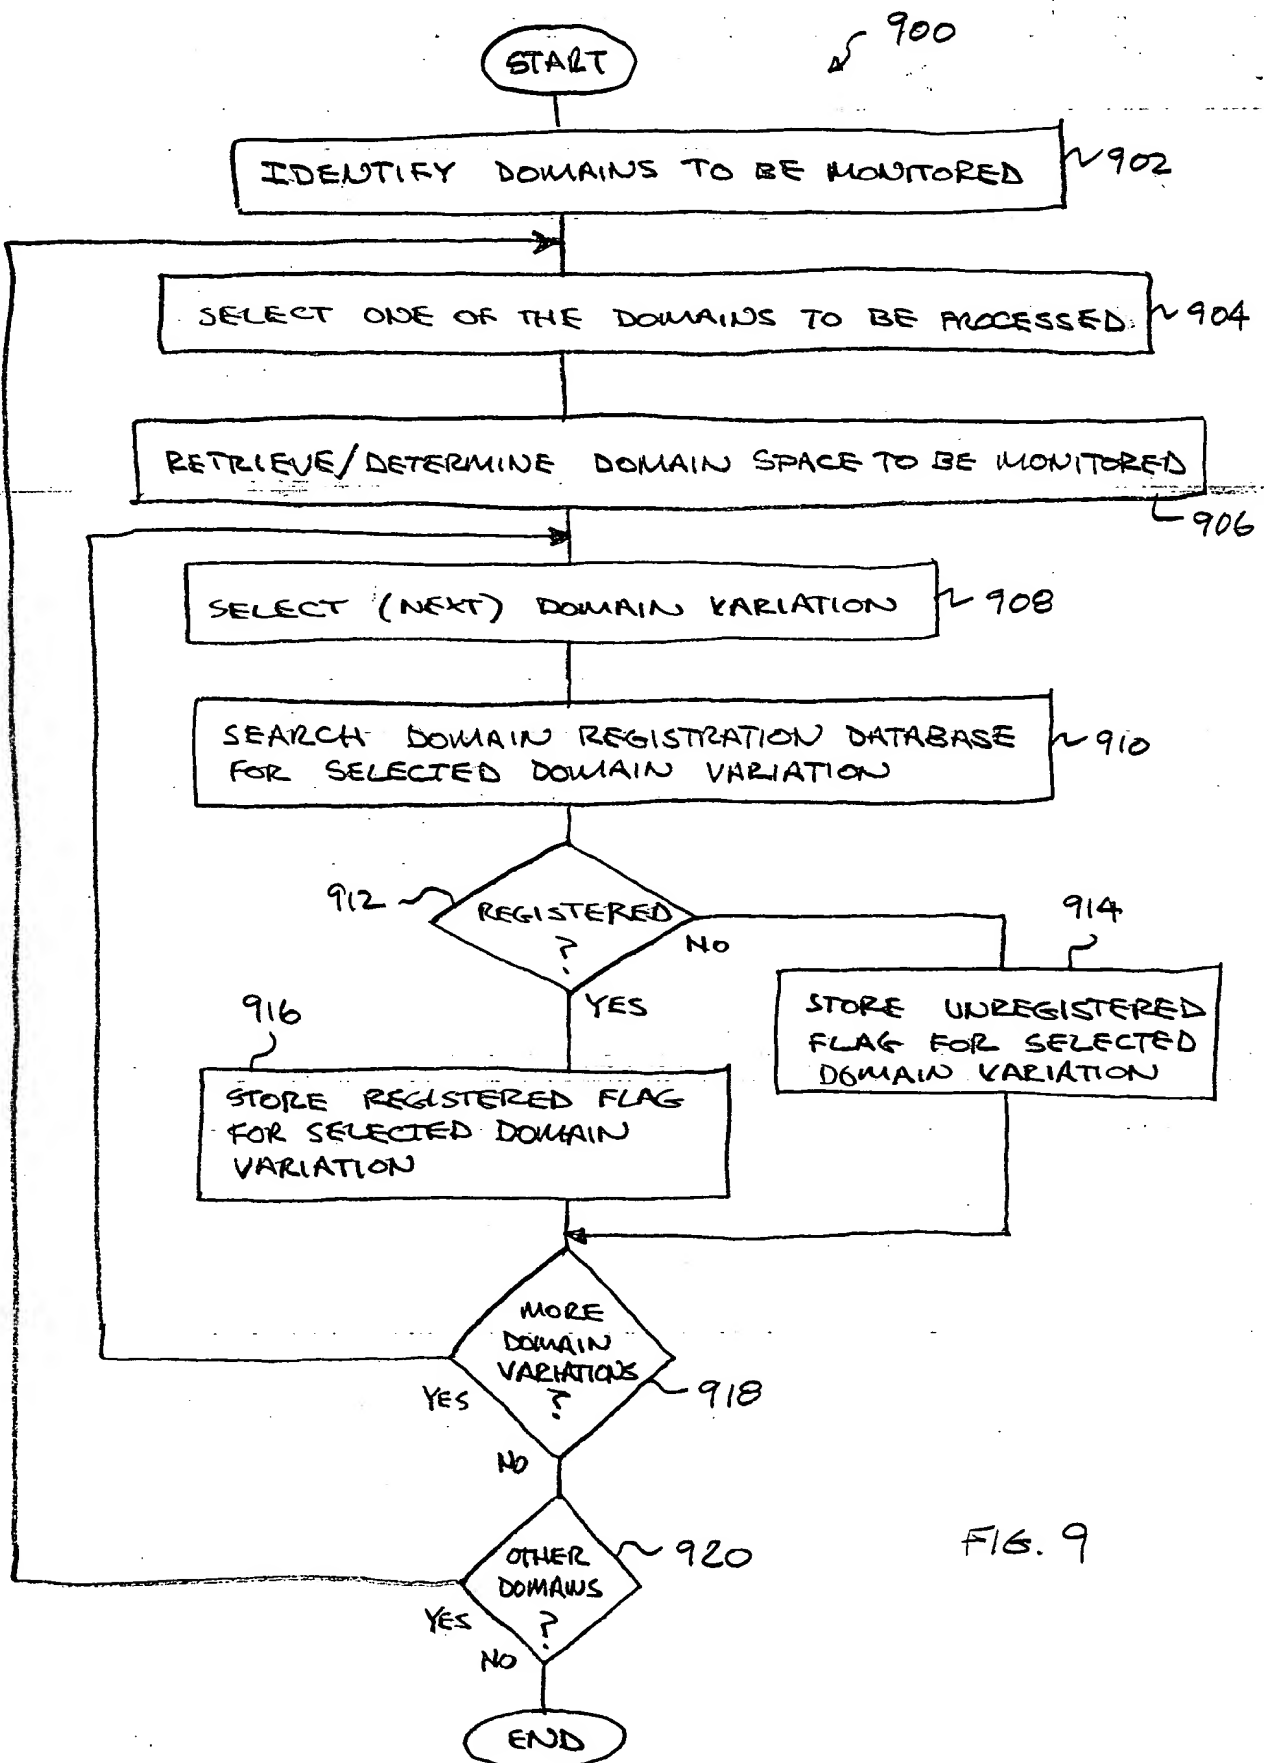 START
900
IDENTIFY DOMAINS TO BE MONITORED
902
SELECT ONE OF THE DOMAINS TO BE PROCESSED
904
RETRIEVE/DETERMINE DOMAIN SPACE TO BE MONITORED
906
SELECT (NEXT) DOMAIN VARIATION
908
SEARCH DOMAIN REGISTRATION DATABASE
FOR SELECTED DOMAIN VARIATION
910
912
REGISTERED
?
NO
YES
914
STORE UNREGISTERED
FLAG FOR SELECTED
DOMAIN VARIATION
916
STORE REGISTERED FLAG
FOR SELECTED DOMAIN
VARIATION
MORE
DOMAIN
VARIATIONS
?
918
YES
NO
OTHER
DOMAINS
?
920
YES
NO
END
FIG. 9